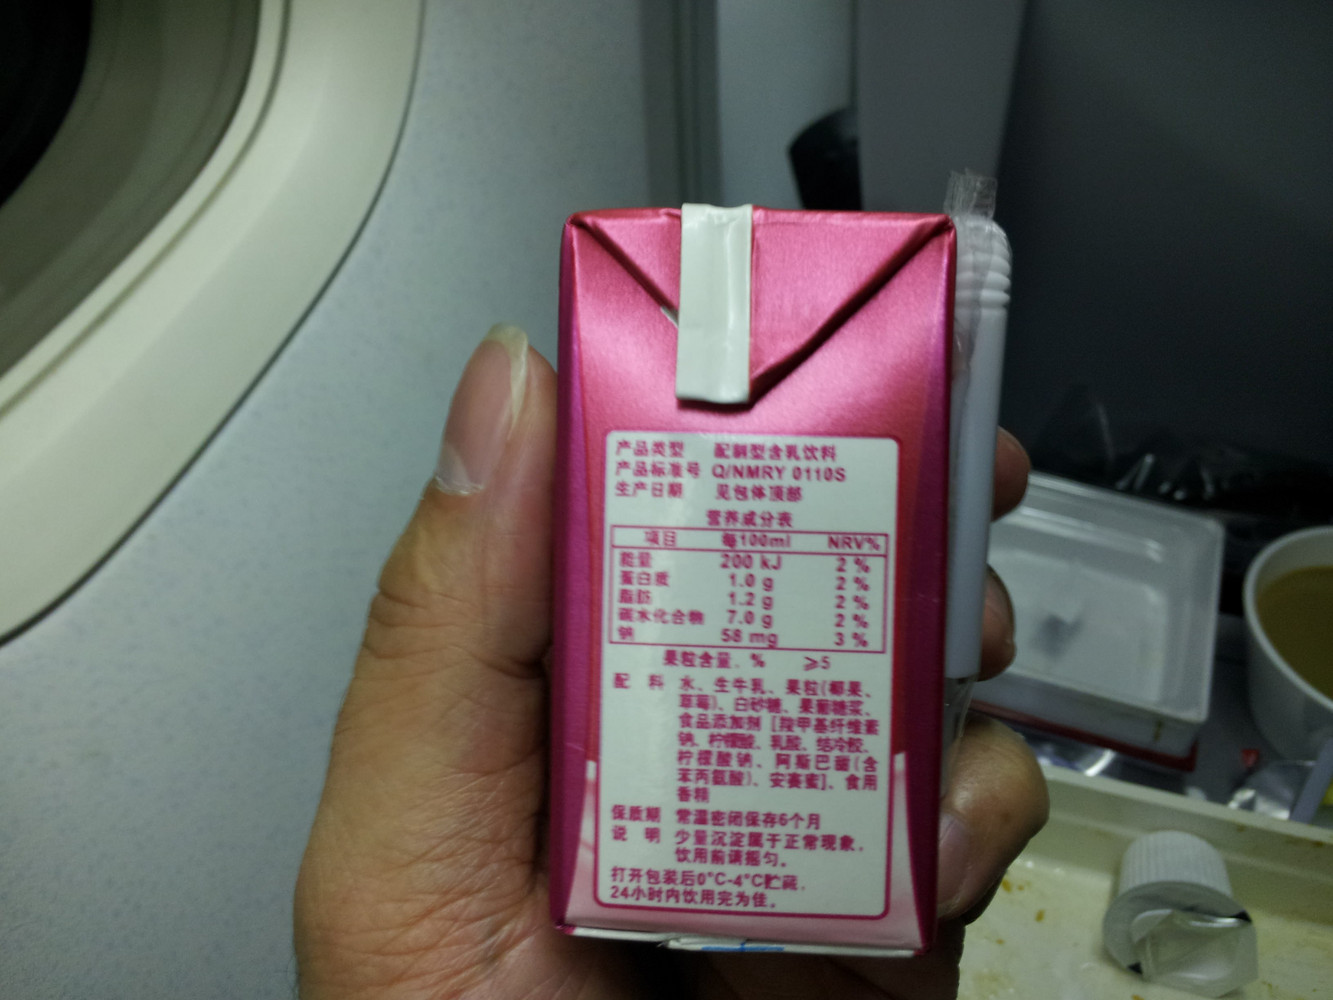 产品类型 配制型含乳饮料
产品标准号 Q/NMRY 0110S
生产日期 见包体顶部
营养成分表
项目 每100ml NRV%
能量 200 kJ 2 %
蛋白质 1.0 g 2 %
脂肪 1.2 g 2 %
碳水化合物 7.0 g 2 %
钠 58 mg 3 %
果粒含量，% ⩾5
配 料 水、生牛乳、果粒(椰果、
草莓)、白砂糖、果葡糖浆、
食品添加剂［羧甲基纤维素
钠、柠檬酸、乳酸、结冷胶、
柠檬酸钠、阿斯巴甜(含
苯丙氨酸)、安赛蜜］、食用
香精
保质期 常温密闭保存6个月
说 明 少量沉淀属于正常现象，
饮用前请摇匀。
打开包装后0°C-4°C贮藏，
24小时内饮用完为佳。